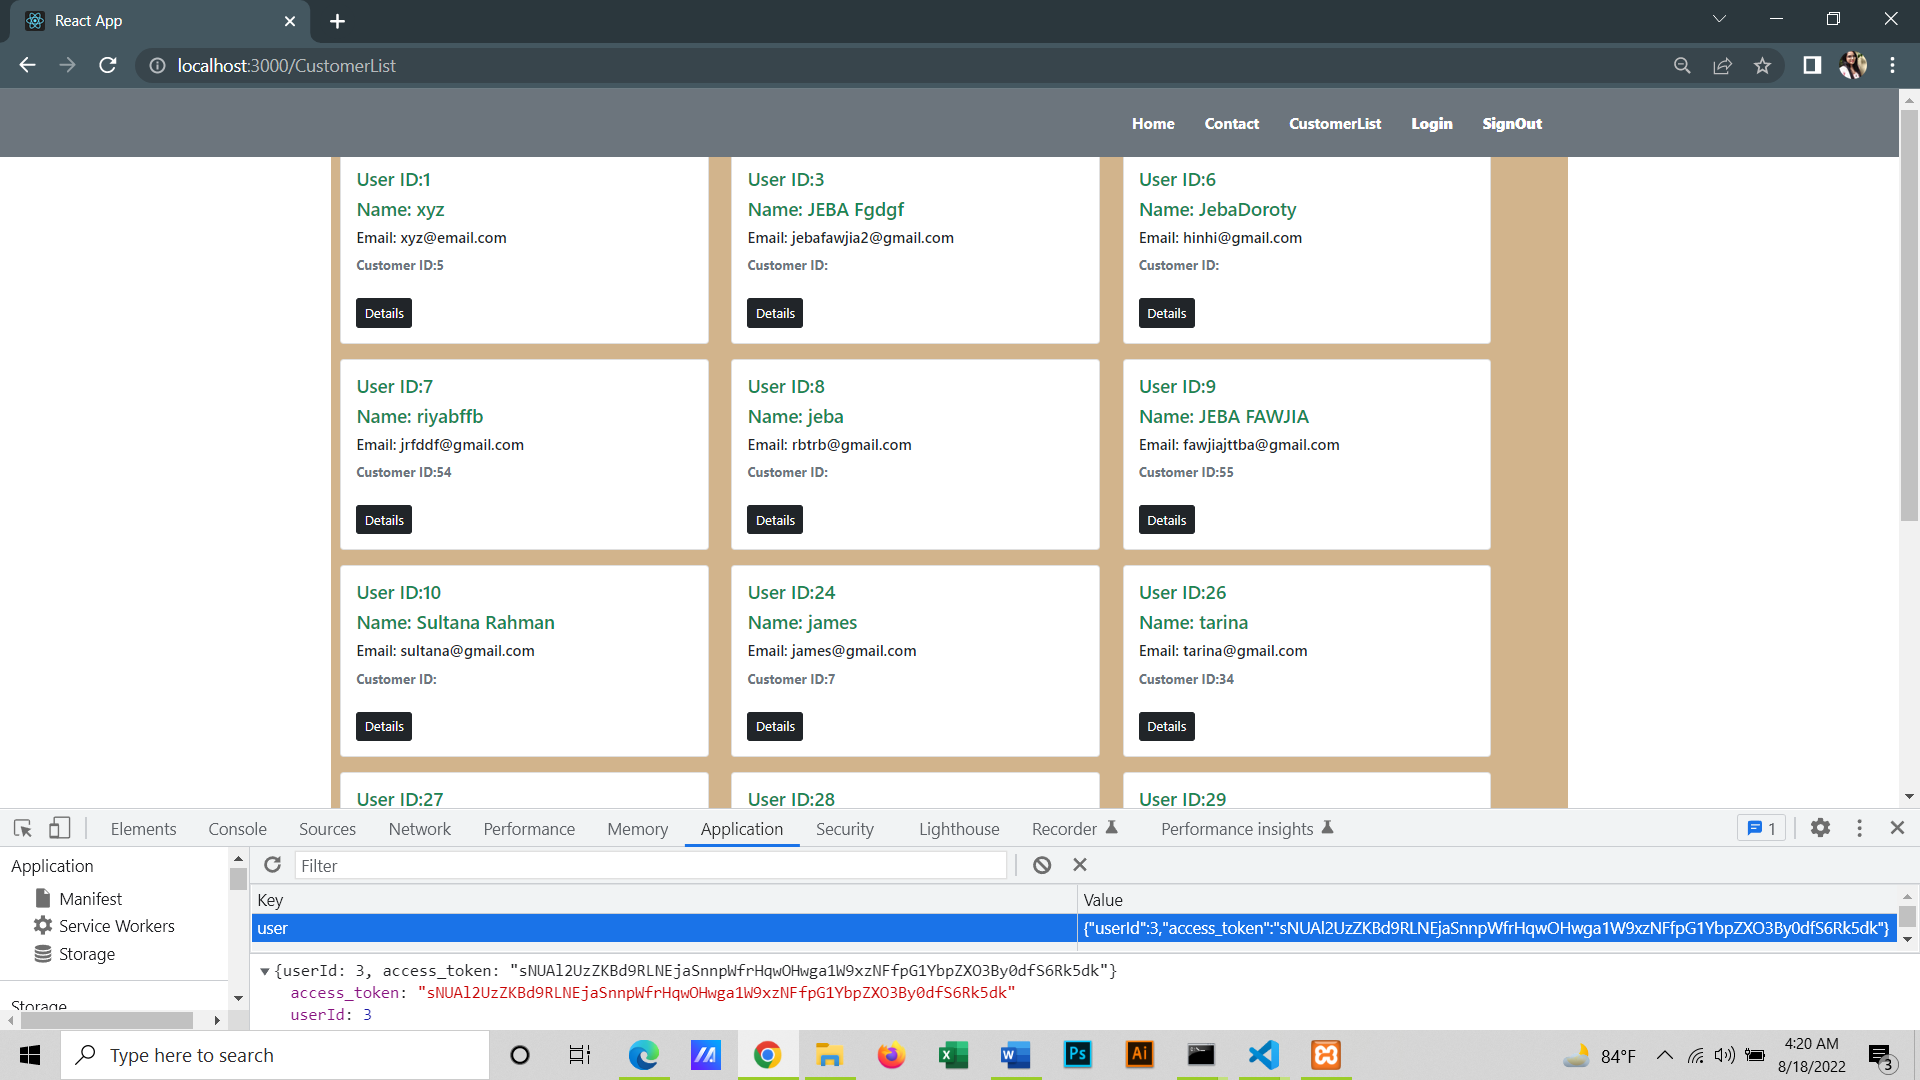 React App
localhost:3000/CustomerList
Home Contact CustomerList Login SignOut
User ID:1
Name: xyz
Email: xyz@email.com
Customer ID:5
Details
User ID:3
Name: JEBA Fgdgf
Email: jebafawjia2@gmail.com
Customer ID:
Details
User ID:6
Name: JebaDoroty
Email: hinhi@gmail.com
Customer ID:
Details
User ID:7
Name: riyabffb
Email: jrfddf@gmail.com
Customer ID:54
Details
User ID:8
Name: jeba
Email: rbtrb@gmail.com
Customer ID:
Details
User ID:9
Name: JEBA FAWJIA
Email: fawjiajttba@gmail.com
Customer ID:55
Details
User ID:10
Name: Sultana Rahman
Email: sultana@gmail.com
Customer ID:
Details
User ID:24
Name: james
Email: james@gmail.com
Customer ID:7
Details
User ID:26
Name: tarina
Email: tarina@gmail.com
Customer ID:34
Details
User ID:27
User ID:28
User ID:29
Elements Console Sources Network Performance Memory Application Security Lighthouse Recorder Performance insights 1
Application
Manifest
Service Workers
Storage
Storage
Filter
Key Value
user {"userId":3,"access_token":"sNUAl2UzZKBd9RLNEjaSnnpWfrHqwOHwga1W9xzNFfpG1YbpZXO3By0dfS6Rk5dk"}
{userId: 3, access_token: "sNUAl2UzZKBd9RLNEjaSnnpWfrHqwOHwga1W9xzNFfpG1YbpZXO3By0dfS6Rk5dk"}
access_token: "sNUAl2UzZKBd9RLNEjaSnnpWfrHqwOHwga1W9xzNFfpG1YbpZXO3By0dfS6Rk5dk"
userId: 3
Type here to search
Ps
Ai
84°F
4:20 AM
8/18/2022
3